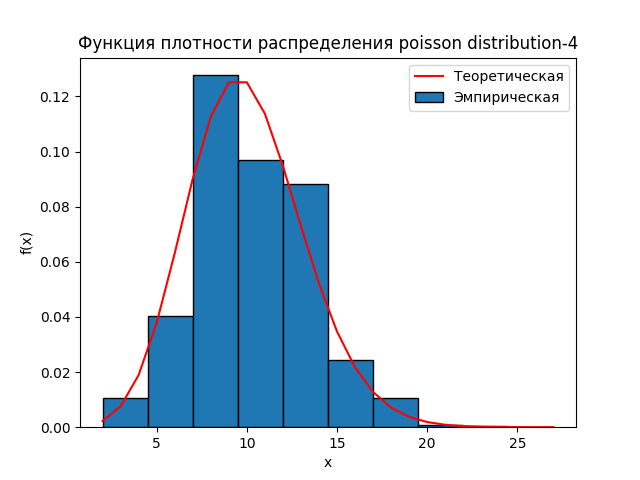 Функция плотности распределения poisson distribution-4
Теоретическая
Эмпирическая
f(x)
0.12
0.10
0.08
0.06
0.04
0.02
0.00
5 10 15 20 25
x